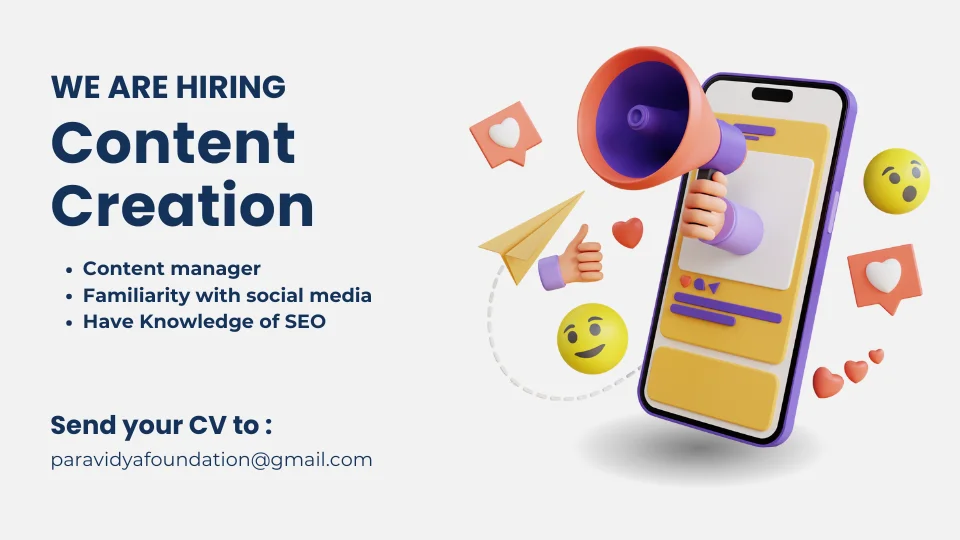 WE ARE HIRING
Content
Creation
• Content manager
• Familiarity with social media
• Have Knowledge of SEO
Send your CV to :
paravidyafoundation@gmail.com